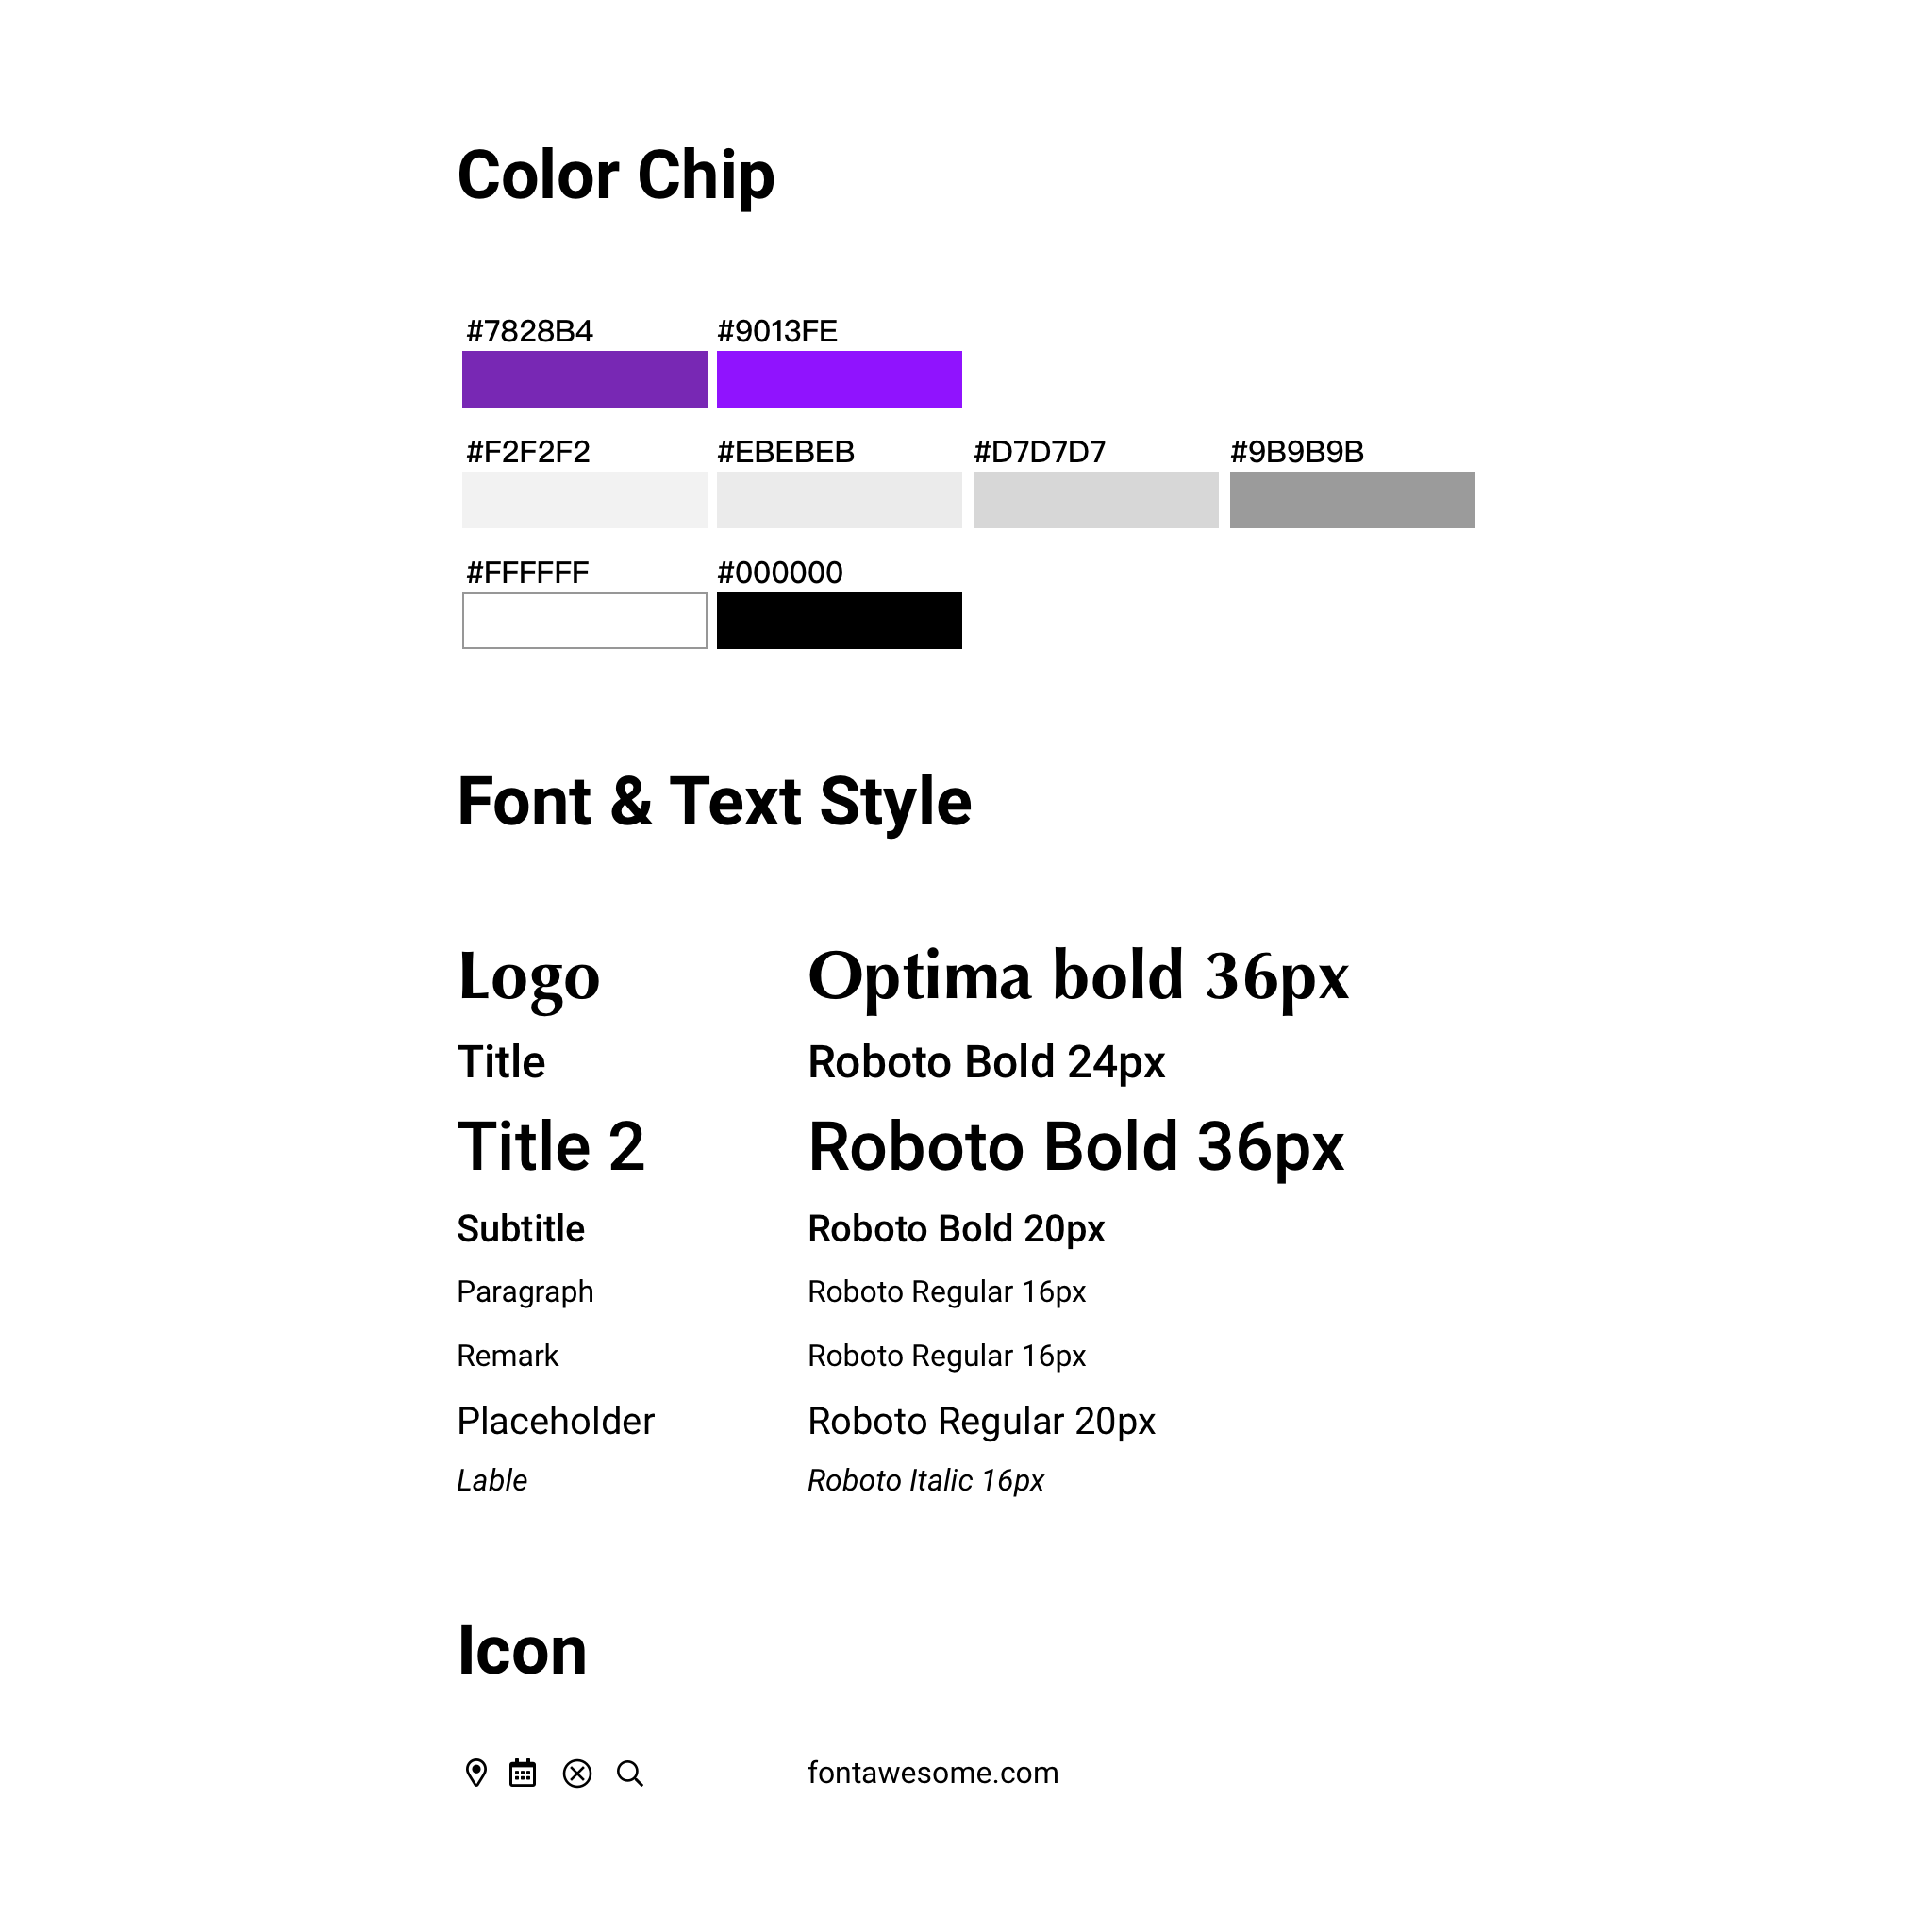 Color Chip
#7828B4 #9013FE
#F2F2F2 #EBEBEB #D7D7D7 #9B9B9B
#FFFFFF #000000
Font & Text Style
Logo Optima bold 36px
Title Roboto Bold 24px
Title 2 Roboto Bold 36px
Subtitle Roboto Bold 20px
Paragraph Roboto Regular 16px
Remark Roboto Regular 16px
Placeholder Roboto Regular 20px
Lable Roboto Italic 16px
Icon
fontawesome.com